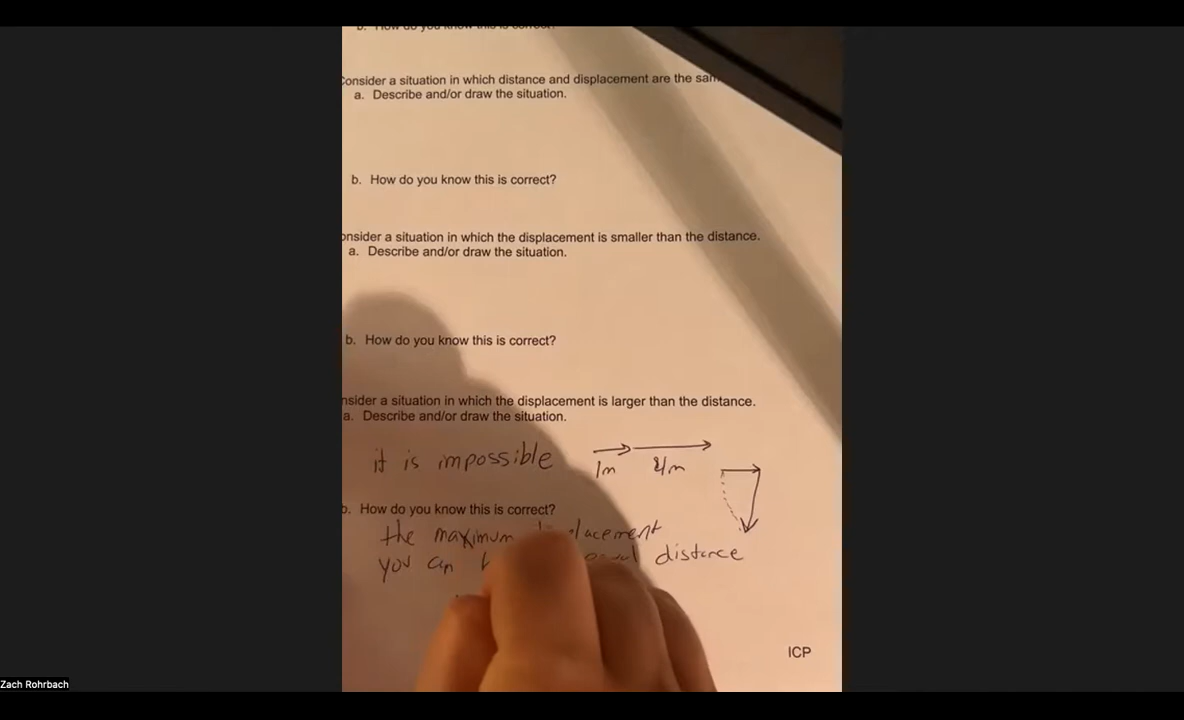 b. How do you know this is correct?
Consider a situation in which distance and displacement are the sam
a. Describe and/or draw the situation.
b. How do you know this is correct?
onsider a situation in which the displacement is smaller than the distance.
a. Describe and/or draw the situation.
b. How do you know this is correct?
nsider a situation in which the displacement is larger than the distance.
a. Describe and/or draw the situation.
it is impossible
1m
b. How do you know this is correct?
the maximum lacement
you can distance
ICP
Zach Rohrbach